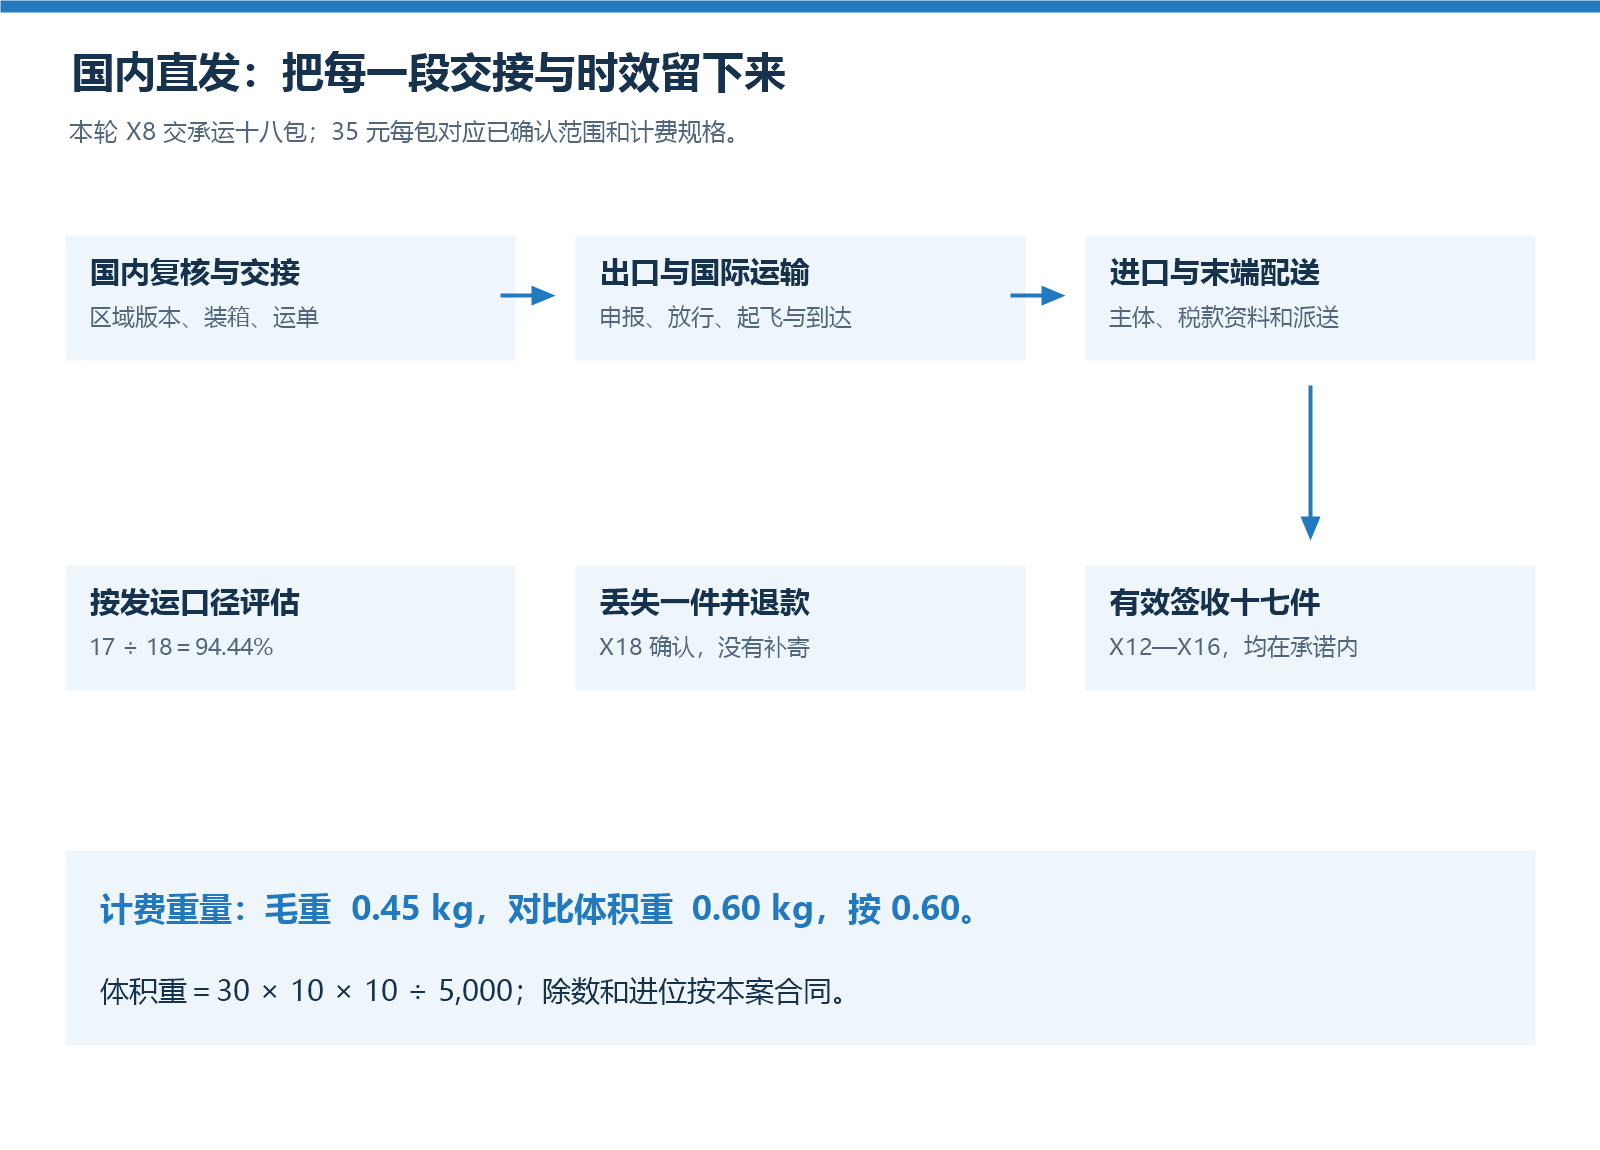 国内直发：把每一段交接与时效留下来
本轮 X8 交承运十八包；35 元每包对应已确认范围和计费规格。
国内复核与交接
区域版本、装箱、运单
出口与国际运输
申报、放行、起飞与到达
进口与末端配送
主体、税款资料和派送
按发运口径评估
17 ÷ 18 = 94.44%
丢失一件并退款
X18 确认，没有补寄
有效签收十七件
X12—X16，均在承诺内
计费重量：毛重 0.45 kg，对比体积重 0.60 kg，按 0.60。
体积重 = 30 × 10 × 10 ÷ 5,000；除数和进位按本案合同。